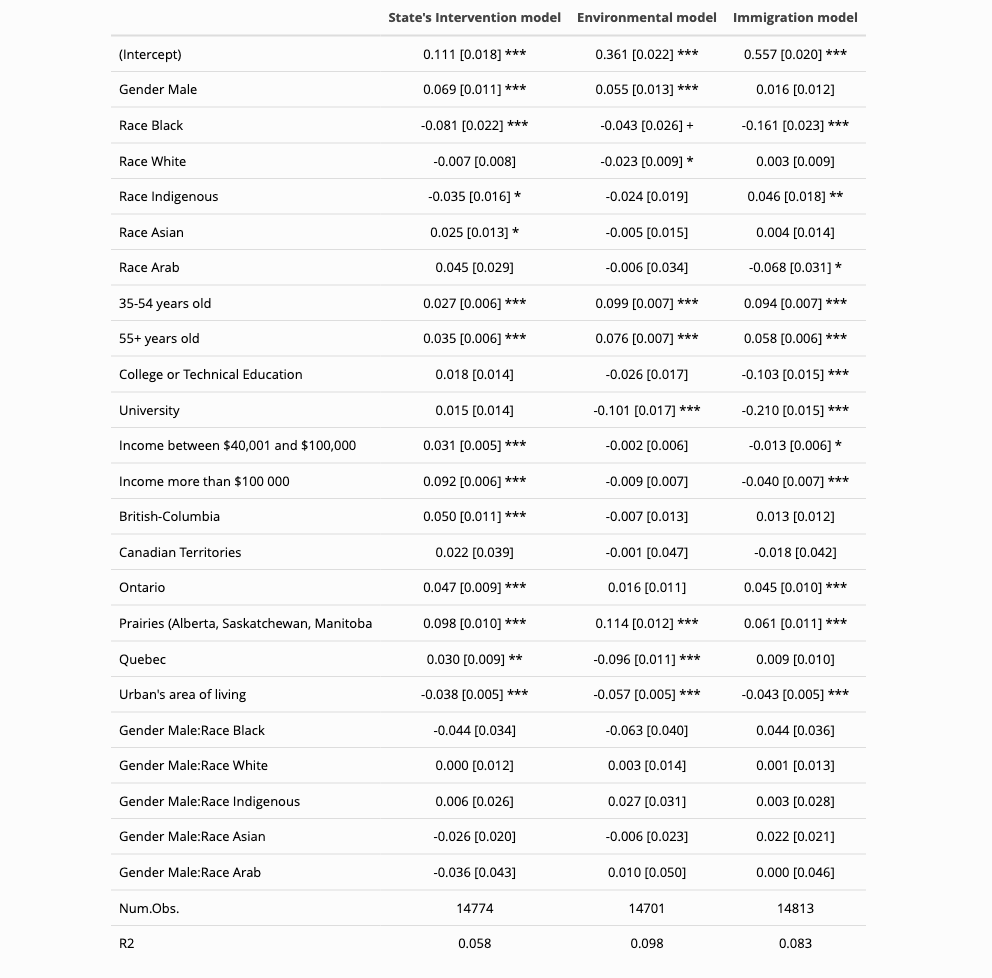 State's Intervention model Environmental model Immigration model
(Intercept) 0.111 [0.018] *** 0.361 [0.022] *** 0.557 [0.020] ***
Gender Male 0.069 [0.011] *** 0.055 [0.013] *** 0.016 [0.012]
Race Black -0.081 [0.022] *** -0.043 [0.026] + -0.161 [0.023] ***
Race White -0.007 [0.008] -0.023 [0.009] * 0.003 [0.009]
Race Indigenous -0.035 [0.016] * -0.024 [0.019] 0.046 [0.018] **
Race Asian 0.025 [0.013] * -0.005 [0.015] 0.004 [0.014]
Race Arab 0.045 [0.029] -0.006 [0.034] -0.068 [0.031] *
35-54 years old 0.027 [0.006] *** 0.099 [0.007] *** 0.094 [0.007] ***
55+ years old 0.035 [0.006] *** 0.076 [0.007] *** 0.058 [0.006] ***
College or Technical Education 0.018 [0.014] -0.026 [0.017] -0.103 [0.015] ***
University 0.015 [0.014] -0.101 [0.017] *** -0.210 [0.015] ***
Income between $40,001 and $100,000 0.031 [0.005] *** -0.002 [0.006] -0.013 [0.006] *
Income more than $100 000 0.092 [0.006] *** -0.009 [0.007] -0.040 [0.007] ***
British-Columbia 0.050 [0.011] *** -0.007 [0.013] 0.013 [0.012]
Canadian Territories 0.022 [0.039] -0.001 [0.047] -0.018 [0.042]
Ontario 0.047 [0.009] *** 0.016 [0.011] 0.045 [0.010] ***
Prairies (Alberta, Saskatchewan, Manitoba 0.098 [0.010] *** 0.114 [0.012] *** 0.061 [0.011] ***
Quebec 0.030 [0.009] ** -0.096 [0.011] *** 0.009 [0.010]
Urban's area of living -0.038 [0.005] *** -0.057 [0.005] *** -0.043 [0.005] ***
Gender Male:Race Black -0.044 [0.034] -0.063 [0.040] 0.044 [0.036]
Gender Male:Race White 0.000 [0.012] 0.003 [0.014] 0.001 [0.013]
Gender Male:Race Indigenous 0.006 [0.026] 0.027 [0.031] 0.003 [0.028]
Gender Male:Race Asian -0.026 [0.020] -0.006 [0.023] 0.022 [0.021]
Gender Male:Race Arab -0.036 [0.043] 0.010 [0.050] 0.000 [0.046]
Num.Obs. 14774 14701 14813
R2 0.058 0.098 0.083